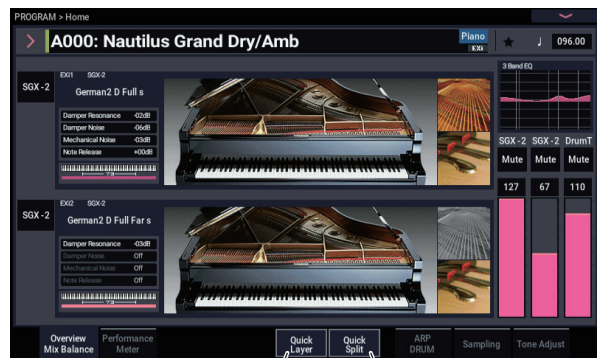 PROGRAM > Home
A000: Nautilus Grand Dry/Amb
Piano
EXi
♩ 096.00
SGX-2
EXi1 SGX-2
German2 D Full s
Damper Resonance -02dB
Damper Noise -06dB
Mechanical Noise -03dB
Note Release +00dB
73
SGX-2
EXi2 SGX-2
German2 D Full Far s
Damper Resonance -03dB
Damper Noise Off
Mechanical Noise Off
Note Release Off
73
3 Band EQ
SGX-2 SGX-2 DrumT
Mute Mute Mute
127 67 110
Overview
Mix Balance
Performance
Meter
Quick
Layer
Quick
Split
ARP
DRUM
Sampling
Tone Adjust